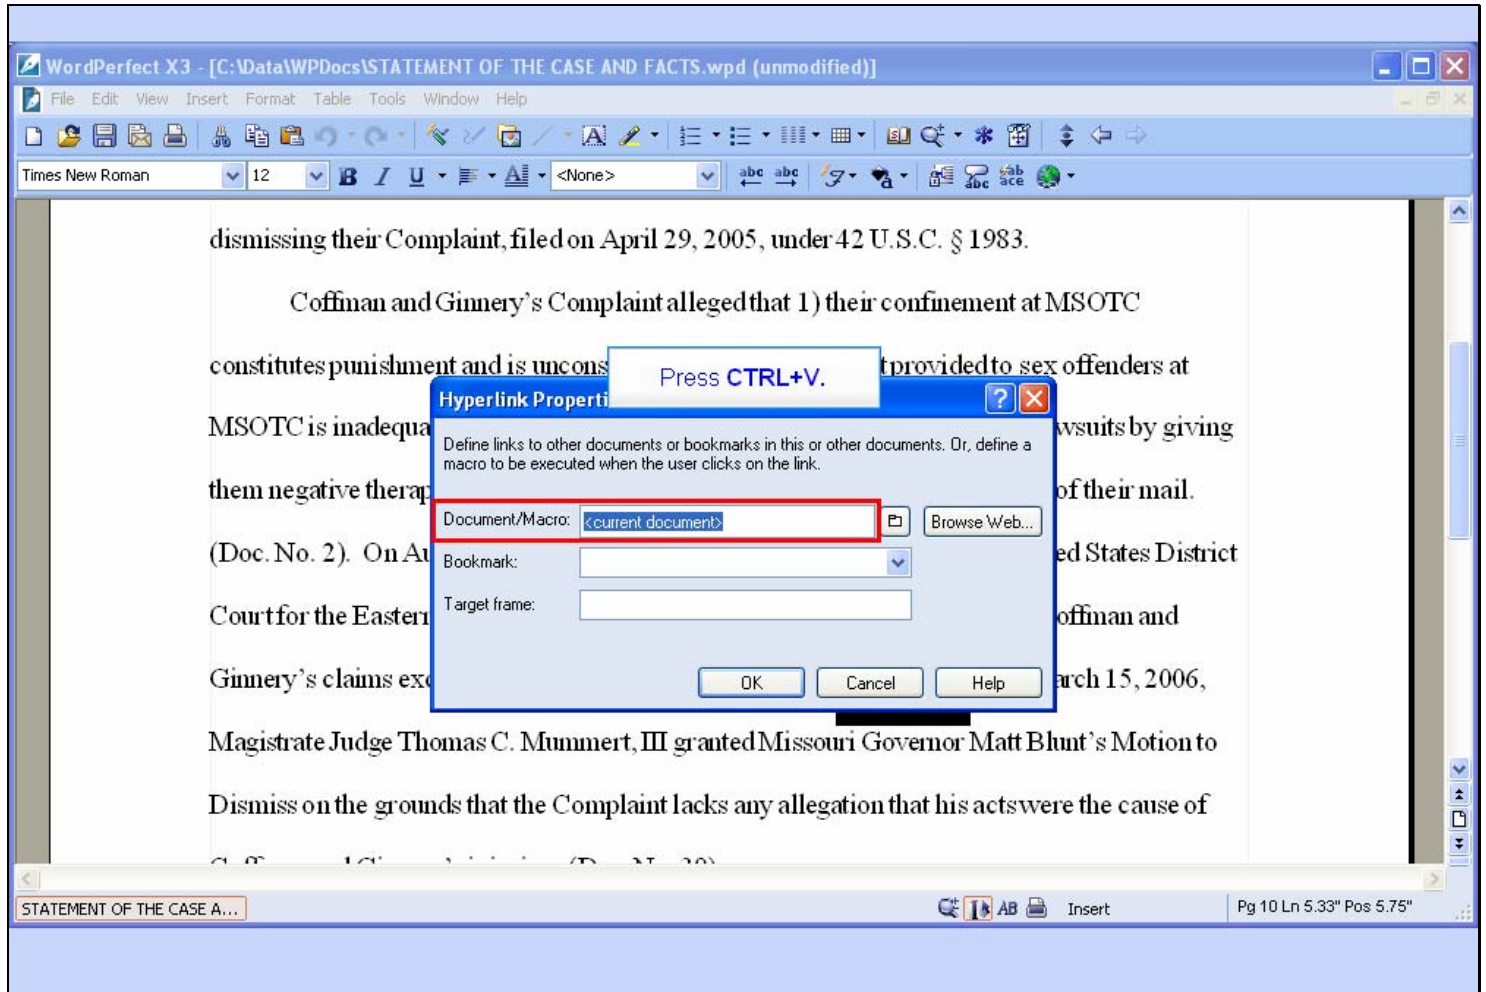 WordPerfect X3 - [C:\Data\WPDocs\STATEMENT OF THE CASE AND FACTS.wpd (unmodified)]
File Edit View Insert Format Table Tools Window Help
Times New Roman 12 <None>
dismissing their Complaint, filed on April 29, 2005, under 42 U.S.C. § 1983.
Coffman and Ginnery's Complaint alleged that 1) their confinement at MSOTC
constitutes punishment and is uncons t provided to sex offenders at
Press CTRL+V.
Hyperlink Properti
MSOTC is inadequa wsuits by giving
Define links to other documents or bookmarks in this or other documents. Or, define a
macro to be executed when the user clicks on the link.
them negative therap of their mail.
Document/Macro: <current document> Browse Web...
(Doc. No. 2). On Au ed States District
Bookmark:
Target frame:
Court for the Eastern offman and
Ginnery's claims exc arch 15, 2006,
OK Cancel Help
Magistrate Judge Thomas C. Mummert, III granted Missouri Governor Matt Blunt's Motion to
Dismiss on the grounds that the Complaint lacks any allegation that his acts were the cause of
STATEMENT OF THE CASE A... AB Insert Pg 10 Ln 5.33" Pos 5.75"